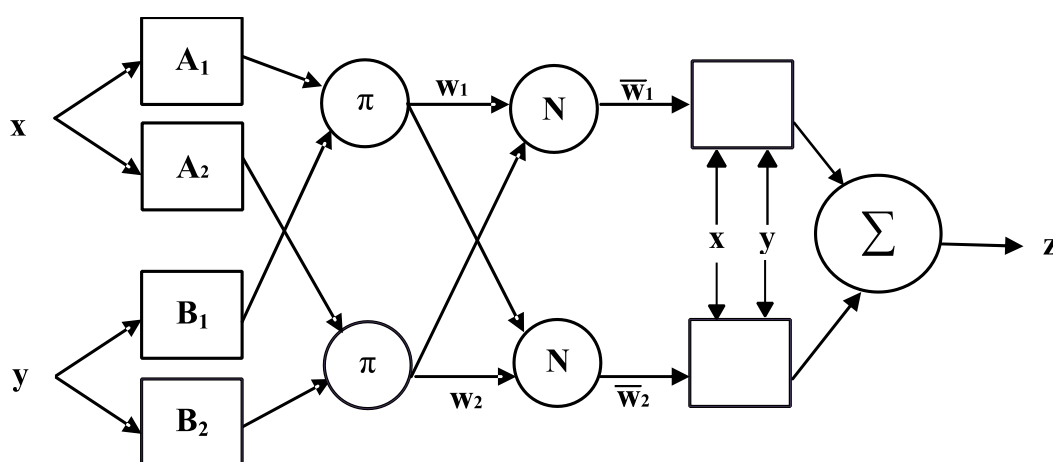 x
A₁
A₂
y
B₁
B₂
π
π
w₁
w₂
N
N
w̅₁
w̅₂
x y
∑
z